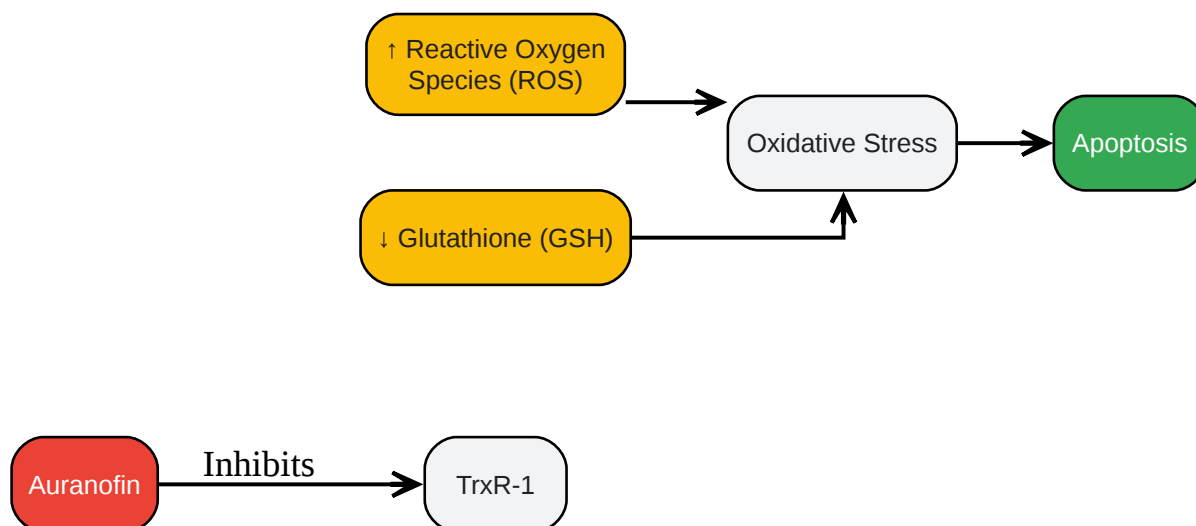 ↑ Reactive Oxygen
Species (ROS)
Oxidative Stress
Apoptosis
↓ Glutathione (GSH)
Auranofin
Inhibits
TrxR-1